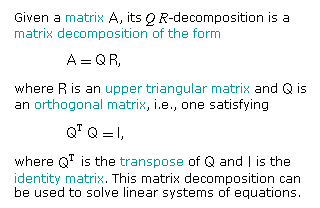 Given a matrix A, its Q R-decomposition is a
matrix decomposition of the form
A = Q R,
where R is an upper triangular matrix and Q is
an orthogonal matrix, i.e., one satisfying
Qᵀ Q = I,
where Qᵀ is the transpose of Q and I is the
identity matrix. This matrix decomposition can
be used to solve linear systems of equations.